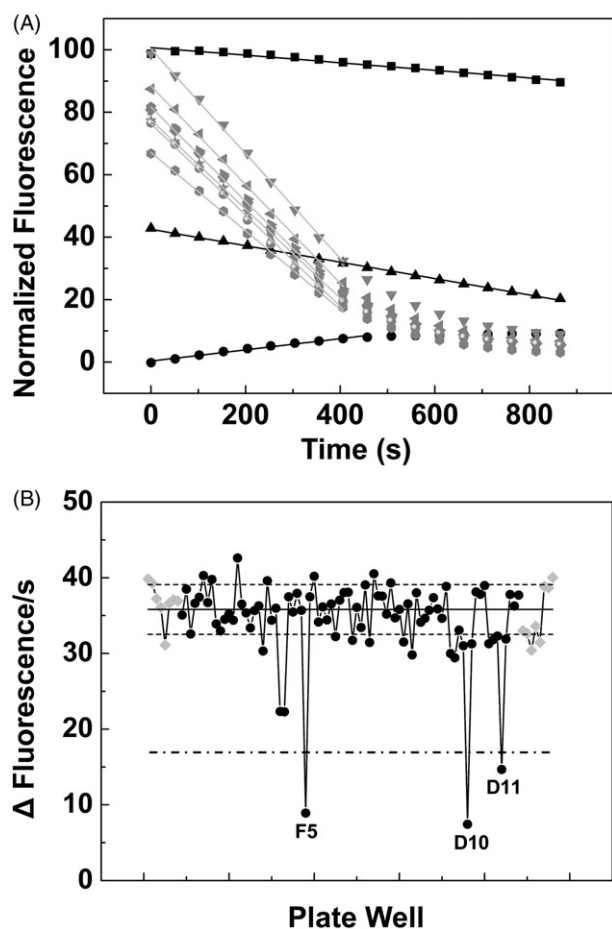 (A)
100
80
60
40
20
0
Normalized Fluorescence
0 200 400 600 800
Time (s)
(B)
50
40
30
20
10
0
Δ Fluorescence/s
F5
D10
D11
Plate Well